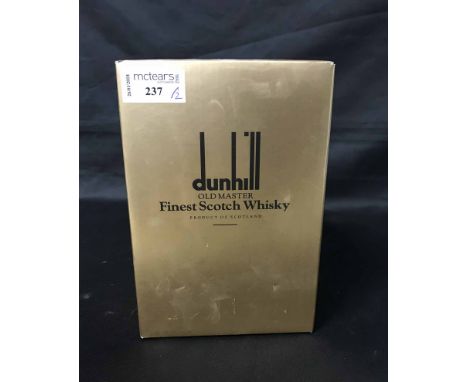 mctears
237
12
dunhill
OLD MASTER
Finest Scotch Whisky
PRODUCT OF SCOTLAND